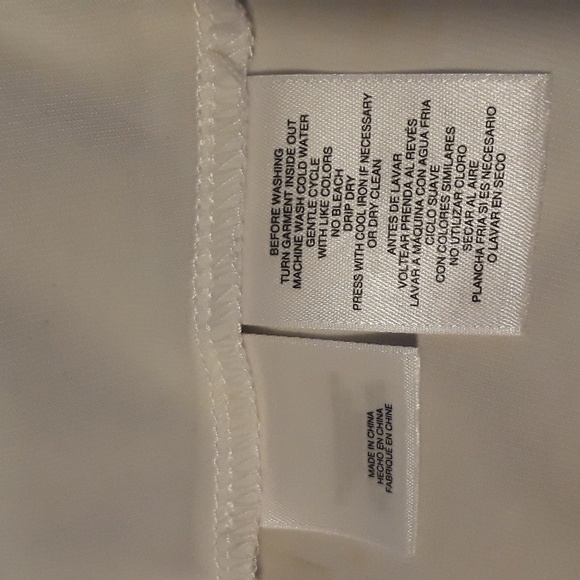 BEFORE WASHING
TURN GARMENT INSIDE OUT
MACHINE WASH COLD WATER
GENTLE CYCLE
WITH LIKE COLORS
NO BLEACH
DRIP DRY
PRESS WITH COOL IRON IF NECESSARY
OR DRY CLEAN
ANTES DE LAVAR
VOLTEAR PRENDA AL REVÉS
LAVAR A MÁQUINA CON AGUA FRIA
CICLO SUAVE
CON COLORES SIMILARES
NO UTLIZAR CLORO
SECAR AL AIRE
PLANCHA FRIA SI ES NECESARIO
O LAVAR EN SECO
MADE IN CHINA
HECHO EN CHINA
FABRIQUE EN CHINE